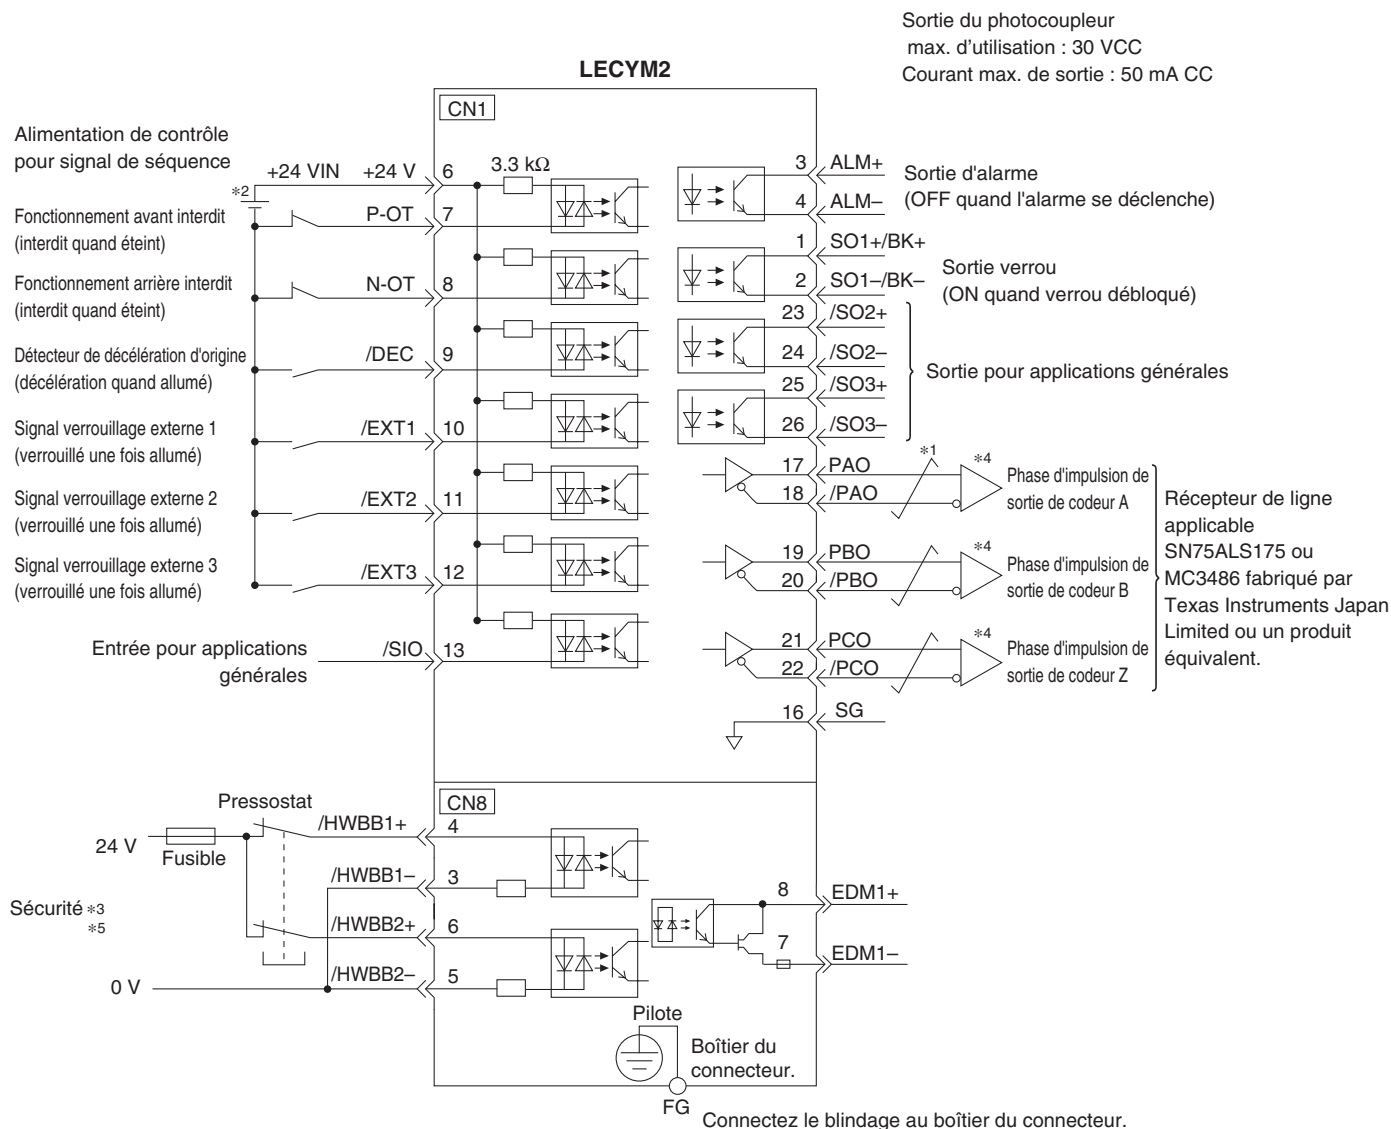 Sortie du photocoupleur
max. d'utilisation : 30 VCC
Courant max. de sortie : 50 mA CC
LECYM2
CN1
Alimentation de contrôle
pour signal de séquence
+24 VIN
+24 V
6
3.3 kΩ
*2
Fonctionnement avant interdit
(interdit quand éteint)
P-OT
7
Fonctionnement arrière interdit
(interdit quand éteint)
N-OT
8
Détecteur de décélération d'origine
(décélération quand allumé)
/DEC
9
Signal verrouillage externe 1
(verrouillé une fois allumé)
/EXT1
10
Signal verrouillage externe 2
(verrouillé une fois allumé)
/EXT2
11
Signal verrouillage externe 3
(verrouillé une fois allumé)
/EXT3
12
Entrée pour applications
générales
/SIO
13
3
ALM+
4
ALM–
Sortie d'alarme
(OFF quand l'alarme se déclenche)
1
SO1+/BK+
2
SO1–/BK–
Sortie verrou
(ON quand verrou débloqué)
23
/SO2+
24
/SO2–
25
/SO3+
26
/SO3–
Sortie pour applications générales
17
PAO
18
/PAO
*1
*4
Phase d'impulsion de
sortie de codeur A
19
PBO
20
/PBO
*4
Phase d'impulsion de
sortie de codeur B
21
PCO
22
/PCO
*4
Phase d'impulsion de
sortie de codeur Z
Récepteur de ligne
applicable
SN75ALS175 ou
MC3486 fabriqué par
Texas Instruments Japan
Limited ou un produit
équivalent.
16
SG
CN8
Pressostat
24 V
Fusible
/HWBB1+
4
/HWBB1–
3
Sécurité *3
*5
/HWBB2+
6
/HWBB2–
5
0 V
8
EDM1+
7
EDM1–
Pilote
Boîtier du
connecteur.
FG
Connectez le blindage au boîtier du connecteur.